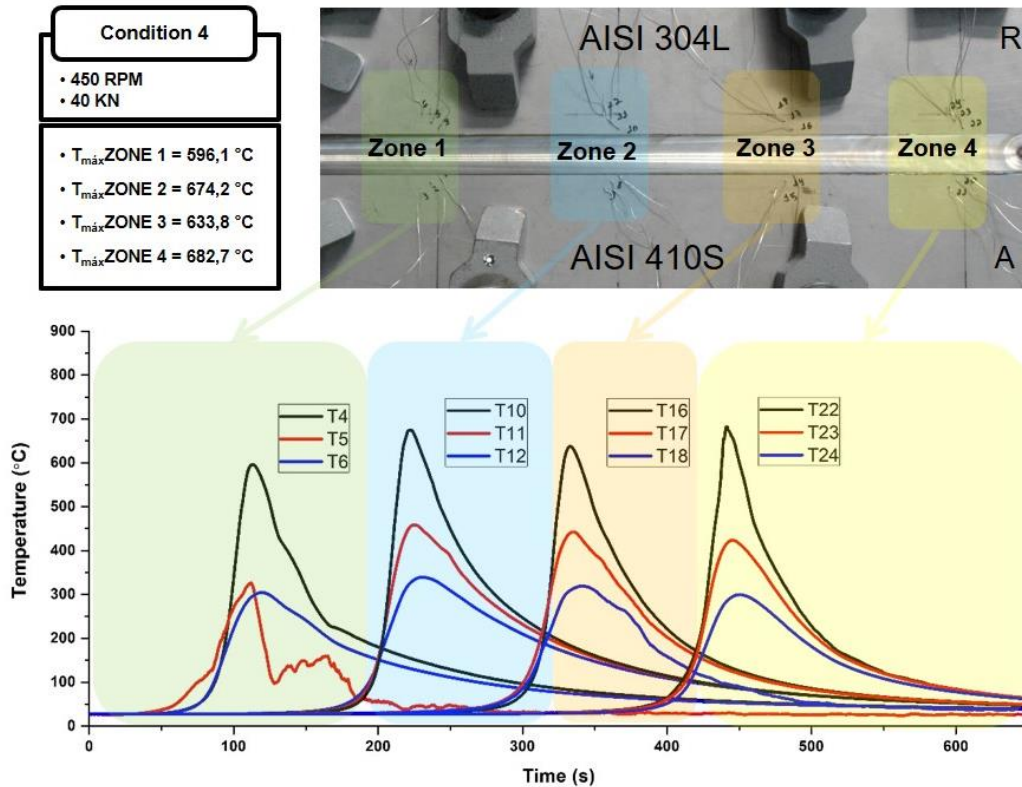 Condition 4
• 450 RPM
• 40 KN
• TmáxZONE 1 = 596,1 °C
• TmáxZONE 2 = 674,2 °C
• TmáxZONE 3 = 633,8 °C
• TmáxZONE 4 = 682,7 °C
AISI 304L
R
Zone 1
Zone 2
Zone 3
Zone 4
AISI 410S
A
900
800
700
600
500
400
300
200
100
0
Temperature (°C)
T4
T5
T6
T10
T11
T12
T16
T17
T18
T22
T23
T24
0
100
200
300
400
500
600
Time (s)